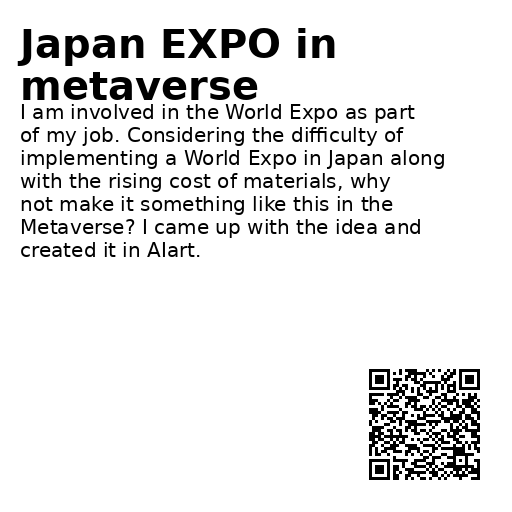 Japan EXPO in
metaverse
I am involved in the World Expo as part
of my job. Considering the difficulty of
implementing a World Expo in Japan along
with the rising cost of materials, why
not make it something like this in the
Metaverse? I came up with the idea and
created it in AIart.